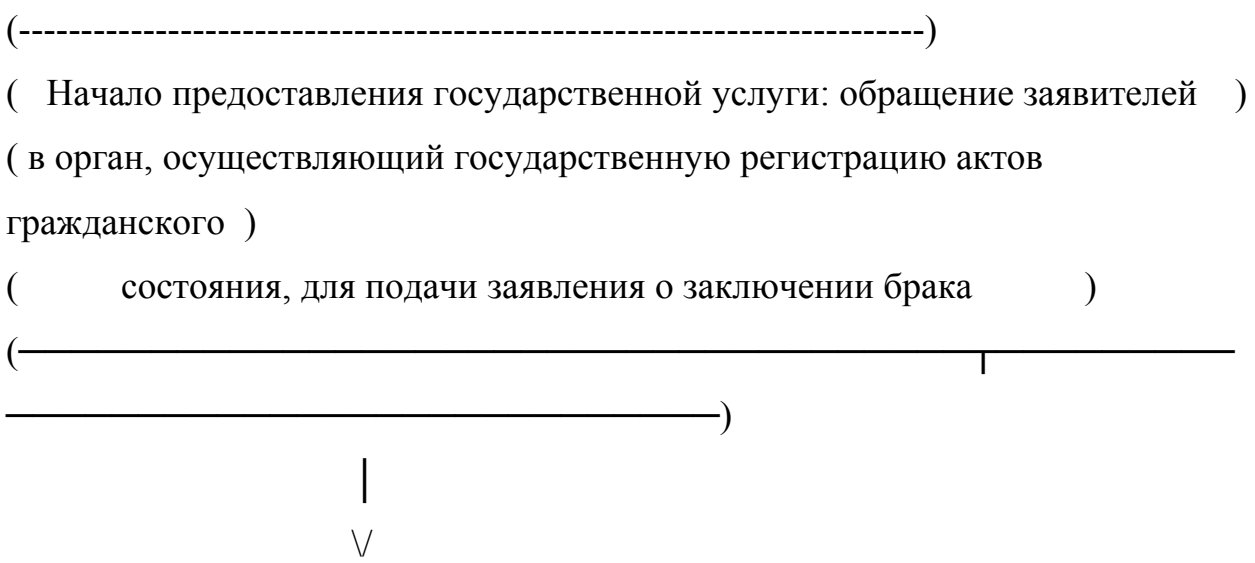 (-------------------------------------------------------------------------)
( Начало предоставления государственной услуги: обращение заявителей )
( в орган, осуществляющий государственную регистрацию актов
гражданского )
( состояния, для подачи заявления о заключении брака )
(──────────────────────────────────────────────┬────────────
───────────────────────────)
│
\/